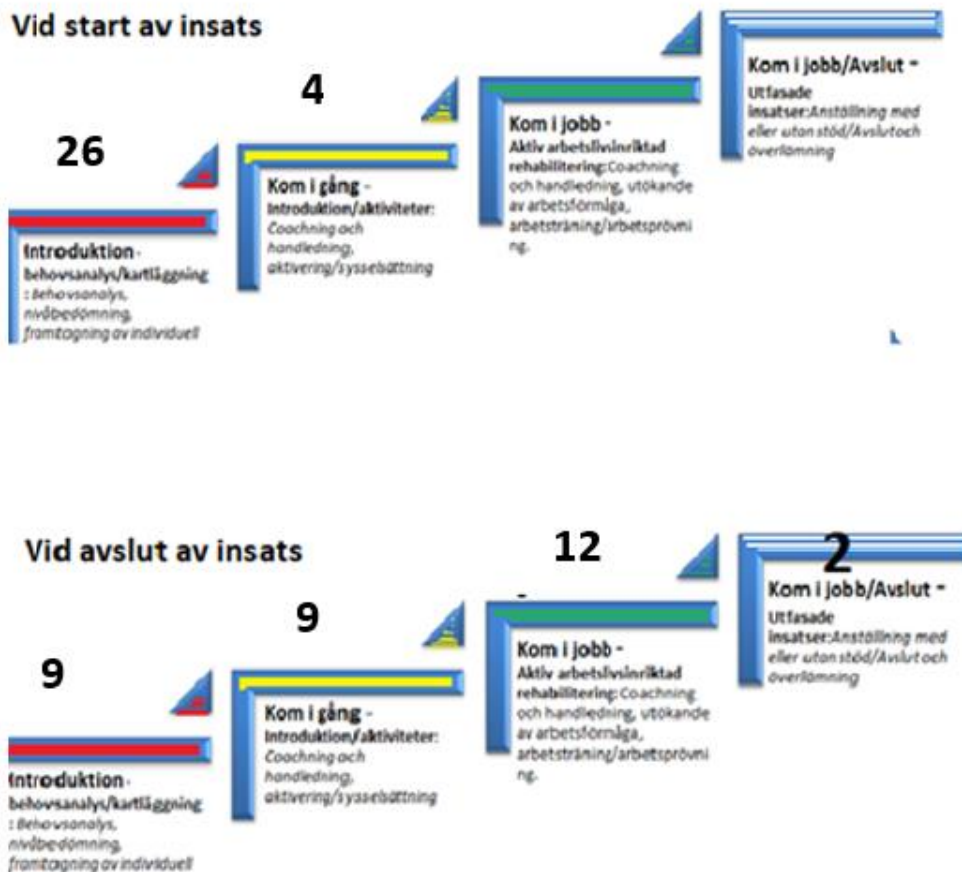 Vid start av insats
26
Introduktion -
behovsanalys/kartläggning
: Behovsanalys,
nivåbedömning,
framtagning av individuell
4
Kom i gång -
Introduktion/aktiviteter:
Coachning och
handledning,
aktivering/sysselsättning
Kom i jobb -
Aktiv arbetslivsinriktad
rehabilitering: Coachning
och handledning, utökande
av arbetsförmåga,
arbetsträning/arbetsprövni
ng.
Kom i jobb/Avslut -
Utfasade
insatser: Anställning med
eller utan stöd/Avslut och
överlämning
Vid avslut av insats
9
Introduktion -
behovsanalys/kartläggning
: Behovsanalys,
nivåbedömning,
framtagning av individuell
9
Kom i gång -
Introduktion/aktiviteter:
Coachning och
handledning,
aktivering/sysselsättning
12
-
Kom i jobb -
Aktiv arbetslivsinriktad
rehabilitering: Coachning
och handledning, utökande
av arbetsförmåga,
arbetsträning/arbetsprövni
ng.
2
Kom i jobb/Avslut -
Utfasade
insatser: Anställning med
eller utan stöd/Avslut och
överlämning